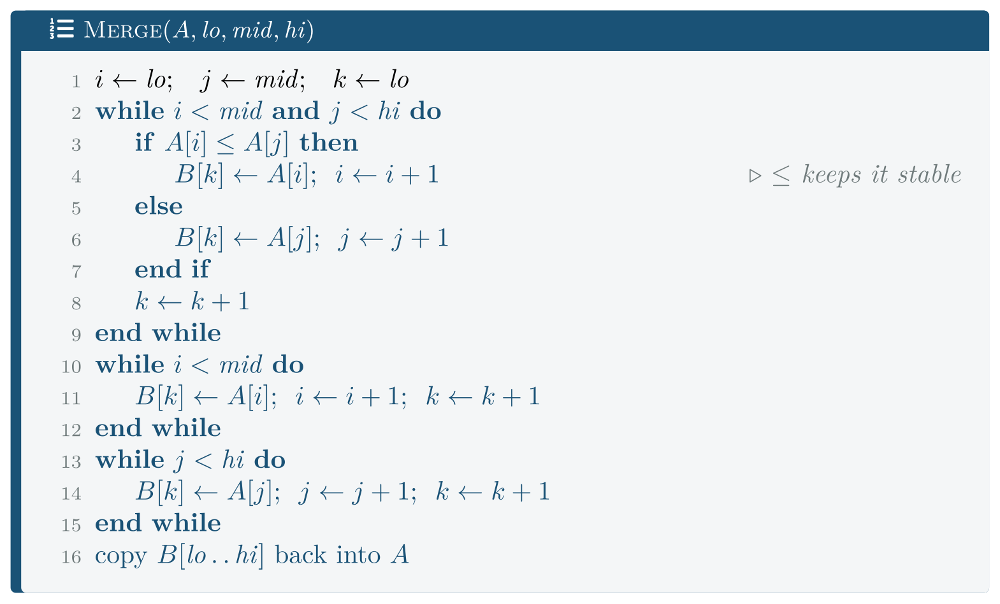 MERGE(A, lo, mid, hi)
1 i ← lo; j ← mid; k ← lo
2 while i < mid and j < hi do
3 if A[i] ≤ A[j] then
4 B[k] ← A[i]; i ← i + 1 ▷ ≤ keeps it stable
5 else
6 B[k] ← A[j]; j ← j + 1
7 end if
8 k ← k + 1
9 end while
10 while i < mid do
11 B[k] ← A[i]; i ← i + 1; k ← k + 1
12 end while
13 while j < hi do
14 B[k] ← A[j]; j ← j + 1; k ← k + 1
15 end while
16 copy B[lo . . hi] back into A